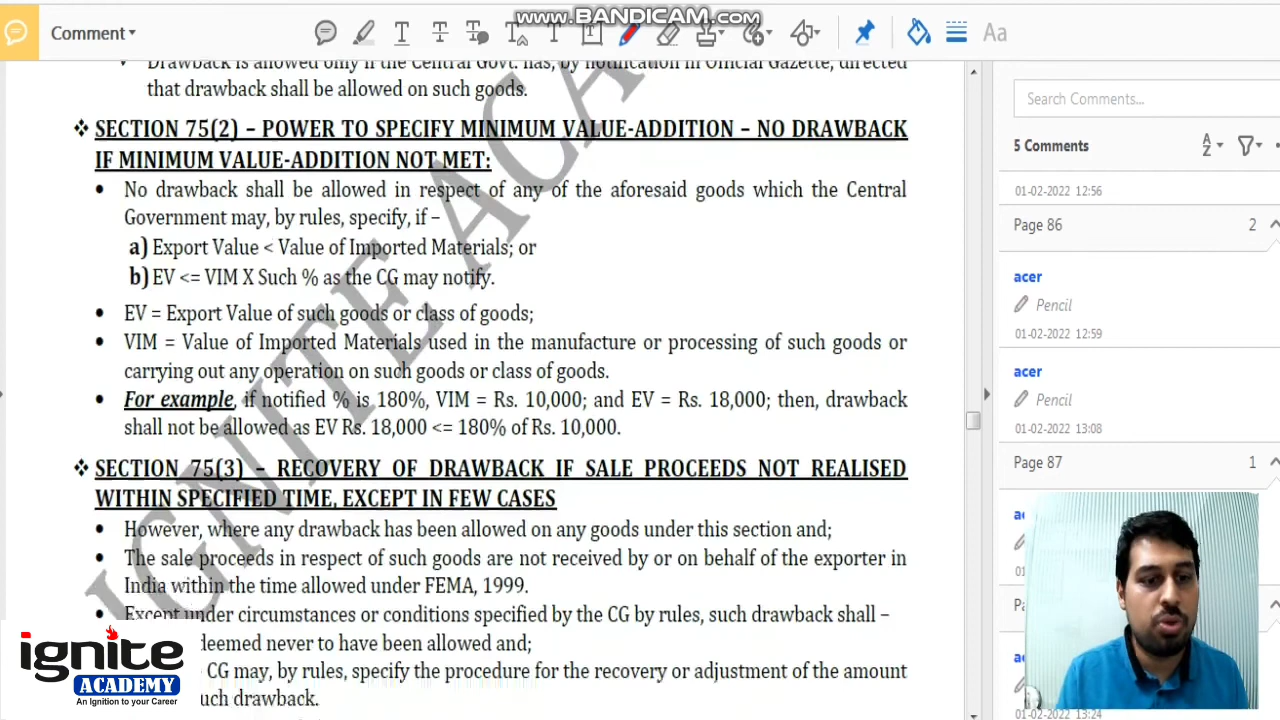 www.BANDICAM.com
Comment
Aa
Drawback is allowed only if the Central Govt. has, by notification in Official Gazette, directed
that drawback shall be allowed on such goods.
❖ SECTION 75(2) – POWER TO SPECIFY MINIMUM VALUE-ADDITION – NO DRAWBACK
IF MINIMUM VALUE-ADDITION NOT MET:
• No drawback shall be allowed in respect of any of the aforesaid goods which the Central
Government may, by rules, specify, if –
a) Export Value < Value of Imported Materials; or
b) EV <= VIM X Such % as the CG may notify.
• EV = Export Value of such goods or class of goods;
• VIM = Value of Imported Materials used in the manufacture or processing of such goods or
carrying out any operation on such goods or class of goods.
• For example, if notified % is 180%, VIM = Rs. 10,000; and EV = Rs. 18,000; then, drawback
shall not be allowed as EV Rs. 18,000 <= 180% of Rs. 10,000.
❖ SECTION 75(3) – RECOVERY OF DRAWBACK IF SALE PROCEEDS NOT REALISED
WITHIN SPECIFIED TIME, EXCEPT IN FEW CASES
• However, where any drawback has been allowed on any goods under this section and;
• The sale proceeds in respect of such goods are not received by or on behalf of the exporter in
India within the time allowed under FEMA, 1999.
• Except under circumstances or conditions specified by the CG by rules, such drawback shall –
deemed never to have been allowed and;
CG may, by rules, specify the procedure for the recovery or adjustment of the amount
uch drawback.
IGNITE ACA
ignite
ACADEMY
An Ignition to your Career
Search Comments...
5 Comments
01-02-2022 12:56
Page 86 2
acer
Pencil
01-02-2022 12:59
acer
Pencil
01-02-2022 13:08
Page 87 1
01-02-2022 13:24